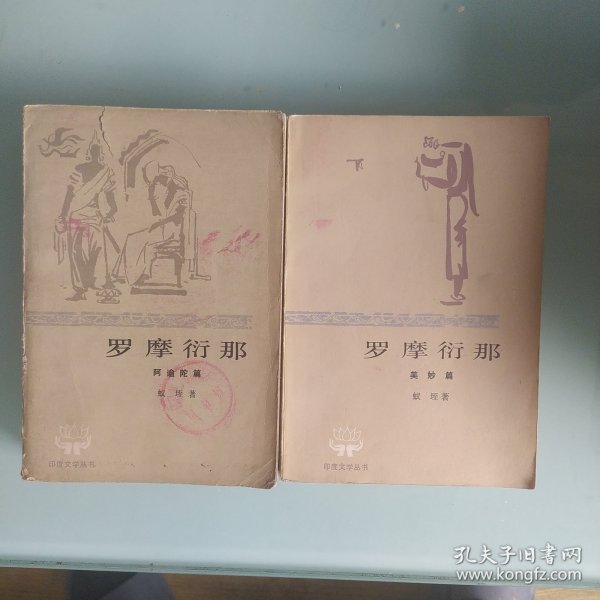 罗摩衍那
阿逾陀篇
蚁垤著
印度文学丛书
罗摩衍那
美妙篇
蚁垤著
印度文学丛书
孔夫子旧书网
www.kongfz.com